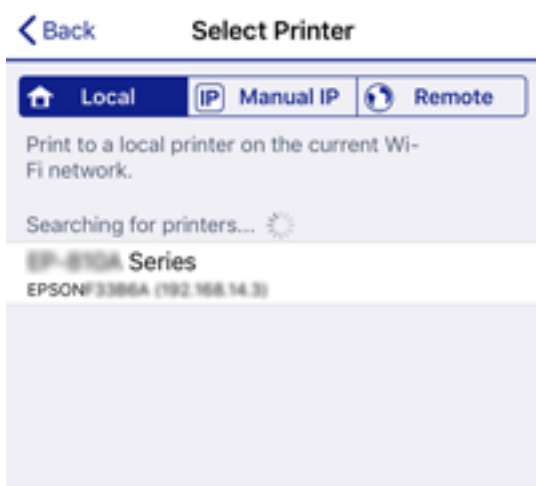 Back
Select Printer
Local
IP Manual IP
Remote
Print to a local printer on the current Wi-
Fi network.
Searching for printers...
Series
EPSON